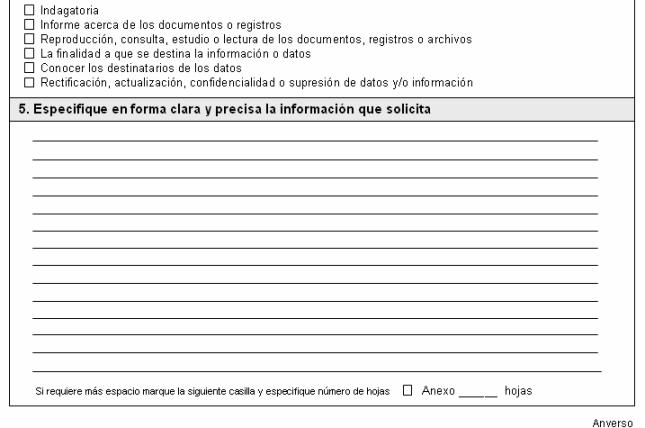 Indagatoria
Informe acerca de los documentos o registros
Reproducción, consulta, estudio o lectura de los documentos, registros o archivos
La finalidad a que se destina la información o datos
Conocer los destinatarios de los datos
Rectificación, actualización, confidencialidad o supresión de datos y/o información
5. Especifique en forma clara y precisa la información que solicita
Si requiere más espacio marque la siguiente casilla y especifique número de hojas Anexo ______ hojas
Anverso